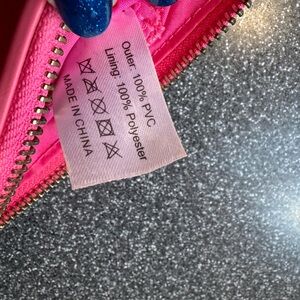 Outer: 100% PVC
Lining: 100% Polyester
MADE IN CHINA